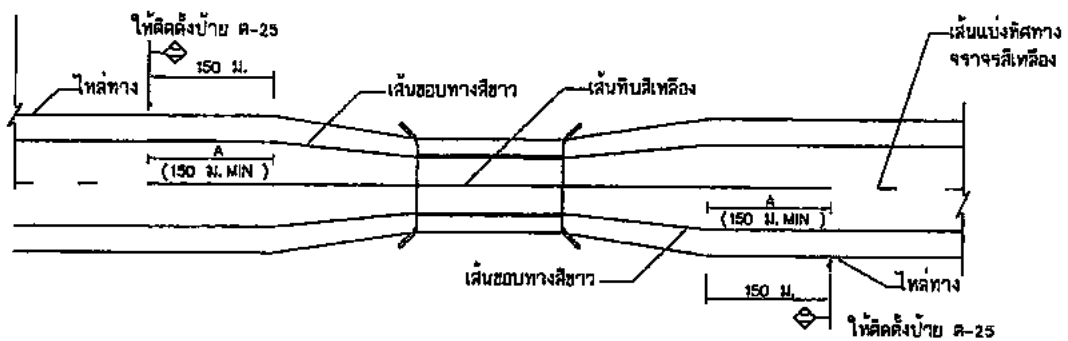 ให้ติดตั้งป้าย ต-25
150 ม.
ไหล่ทาง
เส้นขอบทางสีขาว
เส้นทึบสีเหลือง
เส้นแบ่งทิศทาง
จราจรสีเหลือง
A
(150 ม. MIN )
A
(150 ม. MIN )
เส้นขอบทางสีขาว
150 ม.
ไหล่ทาง
ให้ติดตั้งป้าย ต-25